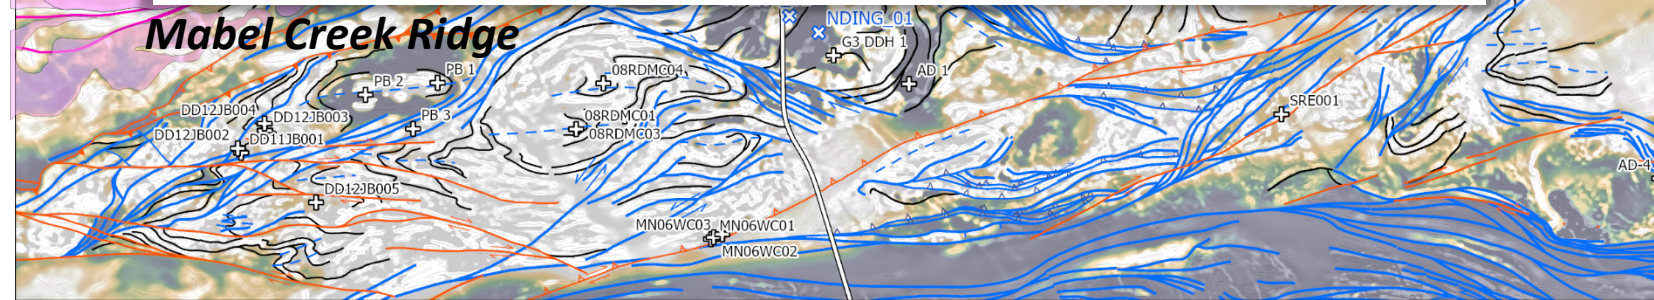 Mabel Creek Ridge
NDING_01
G3 DDH 1
PB 2
PB 1
08RDMC04
AD 1
DD12JB004
DD12JB003
PB 3
08RDMC01
SRE001
DD12JB002
DD11JB001
08RDMC03
AD-4
DD12JB005
MN06WC03
MN06WC01
MN06WC02